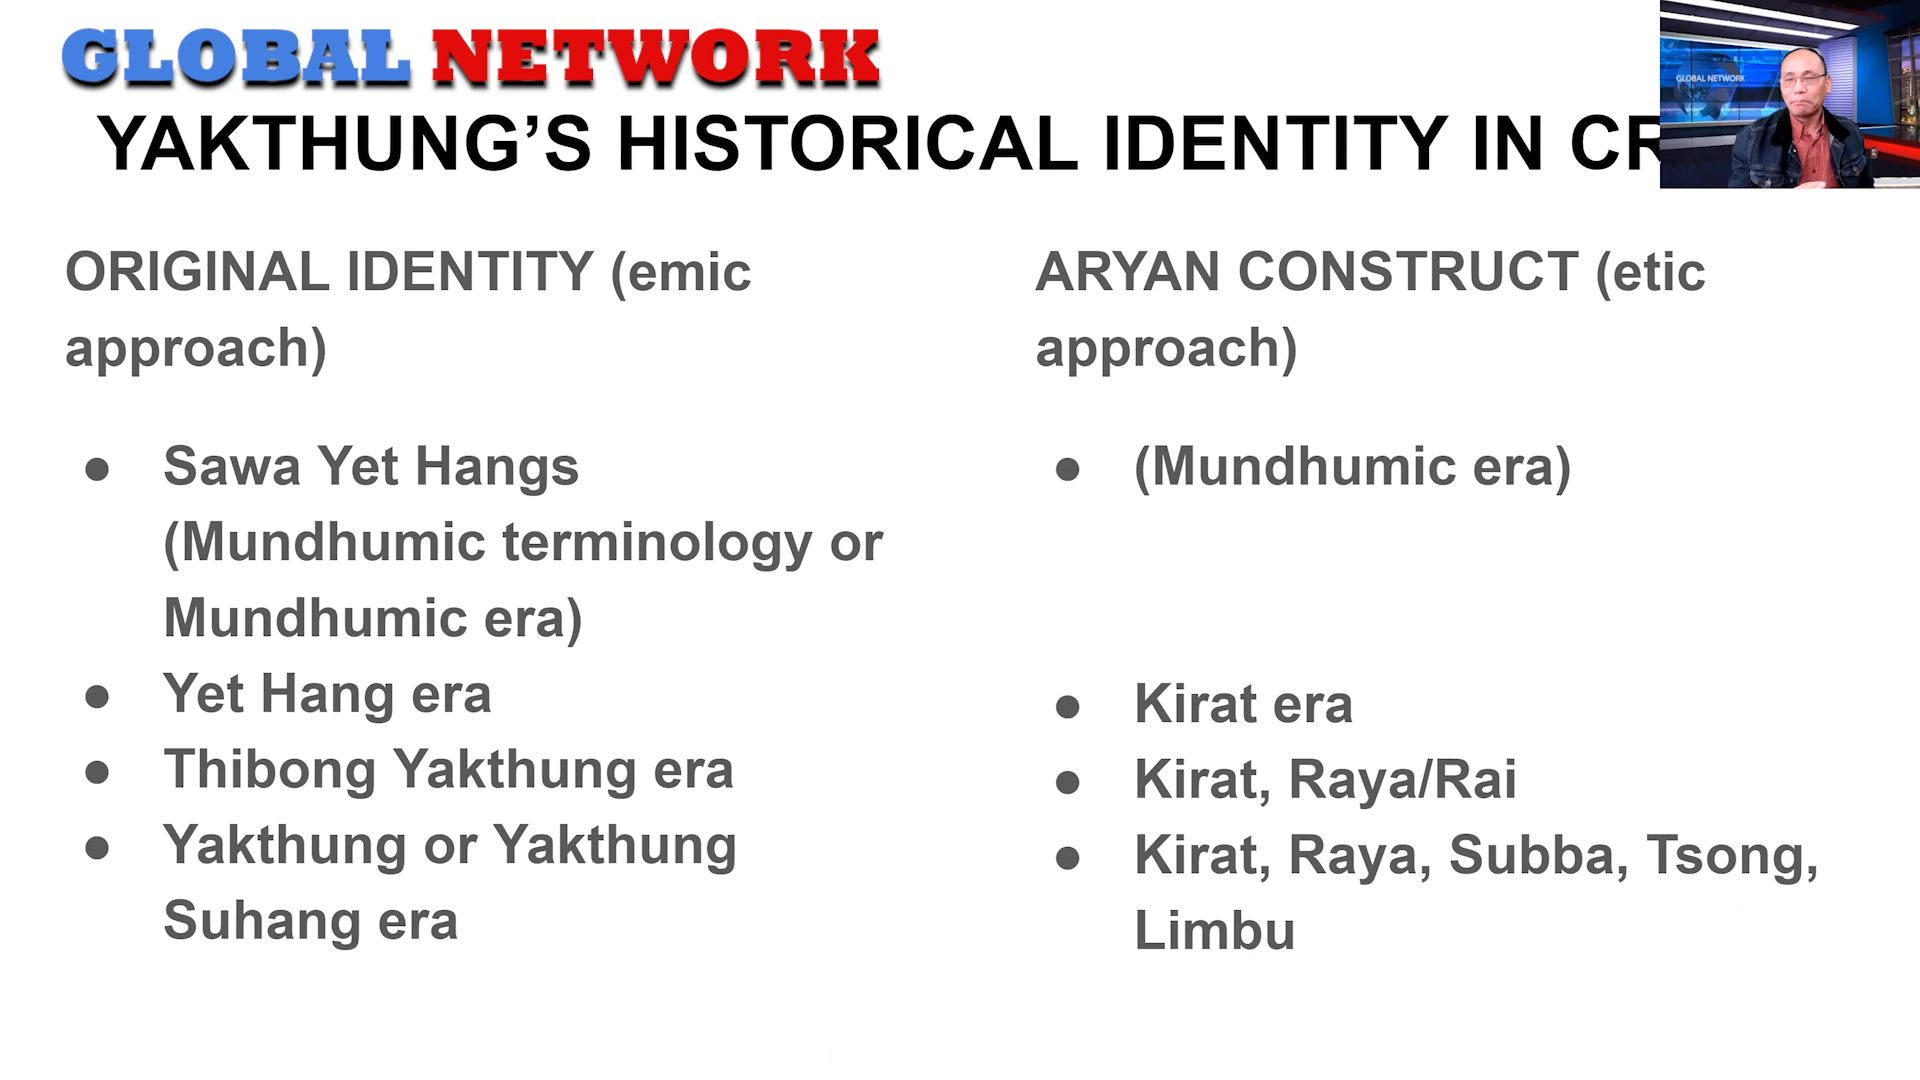 GLOBAL NETWORK
YAKTHUNG’S HISTORICAL IDENTITY IN
GLOBAL NETWORK
ORIGINAL IDENTITY (emic
approach)
● Sawa Yet Hangs
(Mundhumic terminology or
Mundhumic era)
● Yet Hang era
● Thibong Yakthung era
● Yakthung or Yakthung
Suhang era
ARYAN CONSTRUCT (etic
approach)
● (Mundhumic era)
● Kirat era
● Kirat, Raya/Rai
● Kirat, Raya, Subba, Tsong,
Limbu